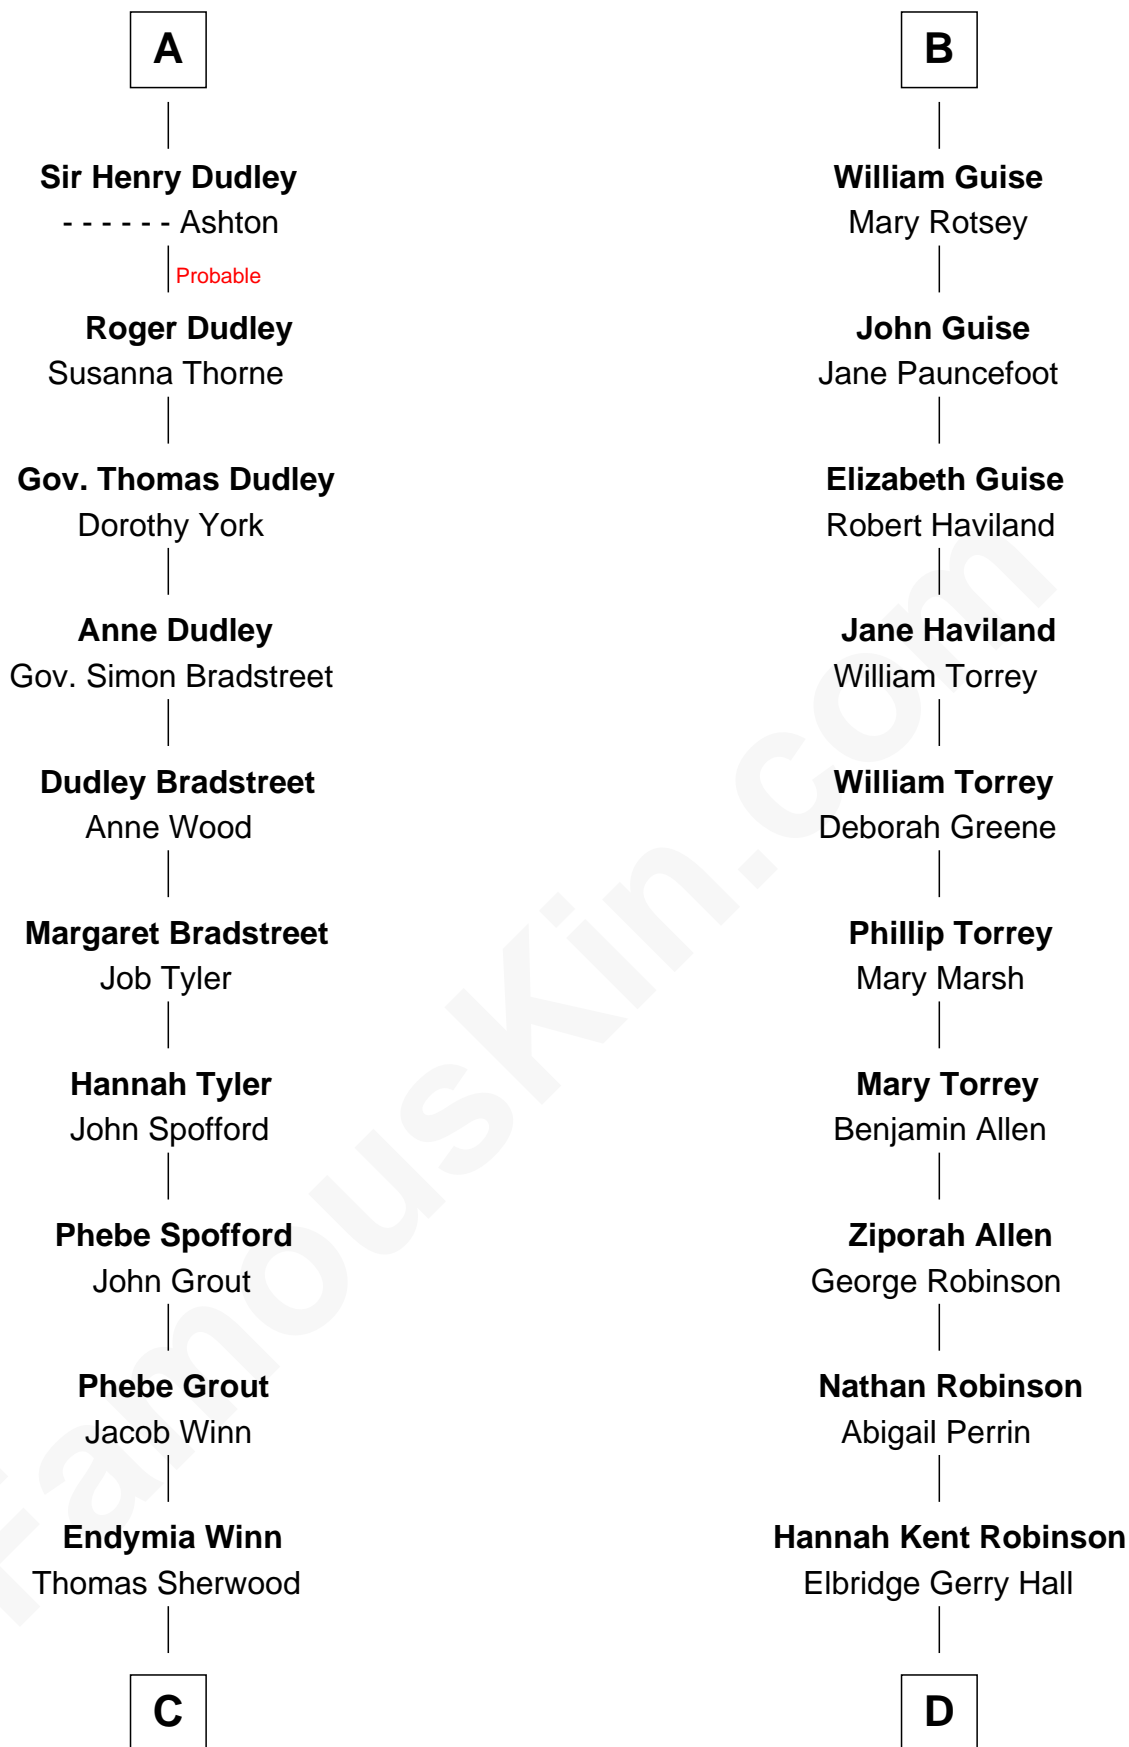 A
Sir Henry Dudley
- - - - - - Ashton
Probable
Roger Dudley
Susanna Thorne
Gov. Thomas Dudley
Dorothy York
Anne Dudley
Gov. Simon Bradstreet
Dudley Bradstreet
Anne Wood
Margaret Bradstreet
Job Tyler
Hannah Tyler
John Spofford
Phebe Spofford
John Grout
Phebe Grout
Jacob Winn
Endymia Winn
Thomas Sherwood
C
B
William Guise
Mary Rotsey
John Guise
Jane Pauncefoot
Elizabeth Guise
Robert Haviland
Jane Haviland
William Torrey
William Torrey
Deborah Greene
Phillip Torrey
Mary Marsh
Mary Torrey
Benjamin Allen
Ziporah Allen
George Robinson
Nathan Robinson
Abigail Perrin
Hannah Kent Robinson
Elbridge Gerry Hall
D
FamousKin.com